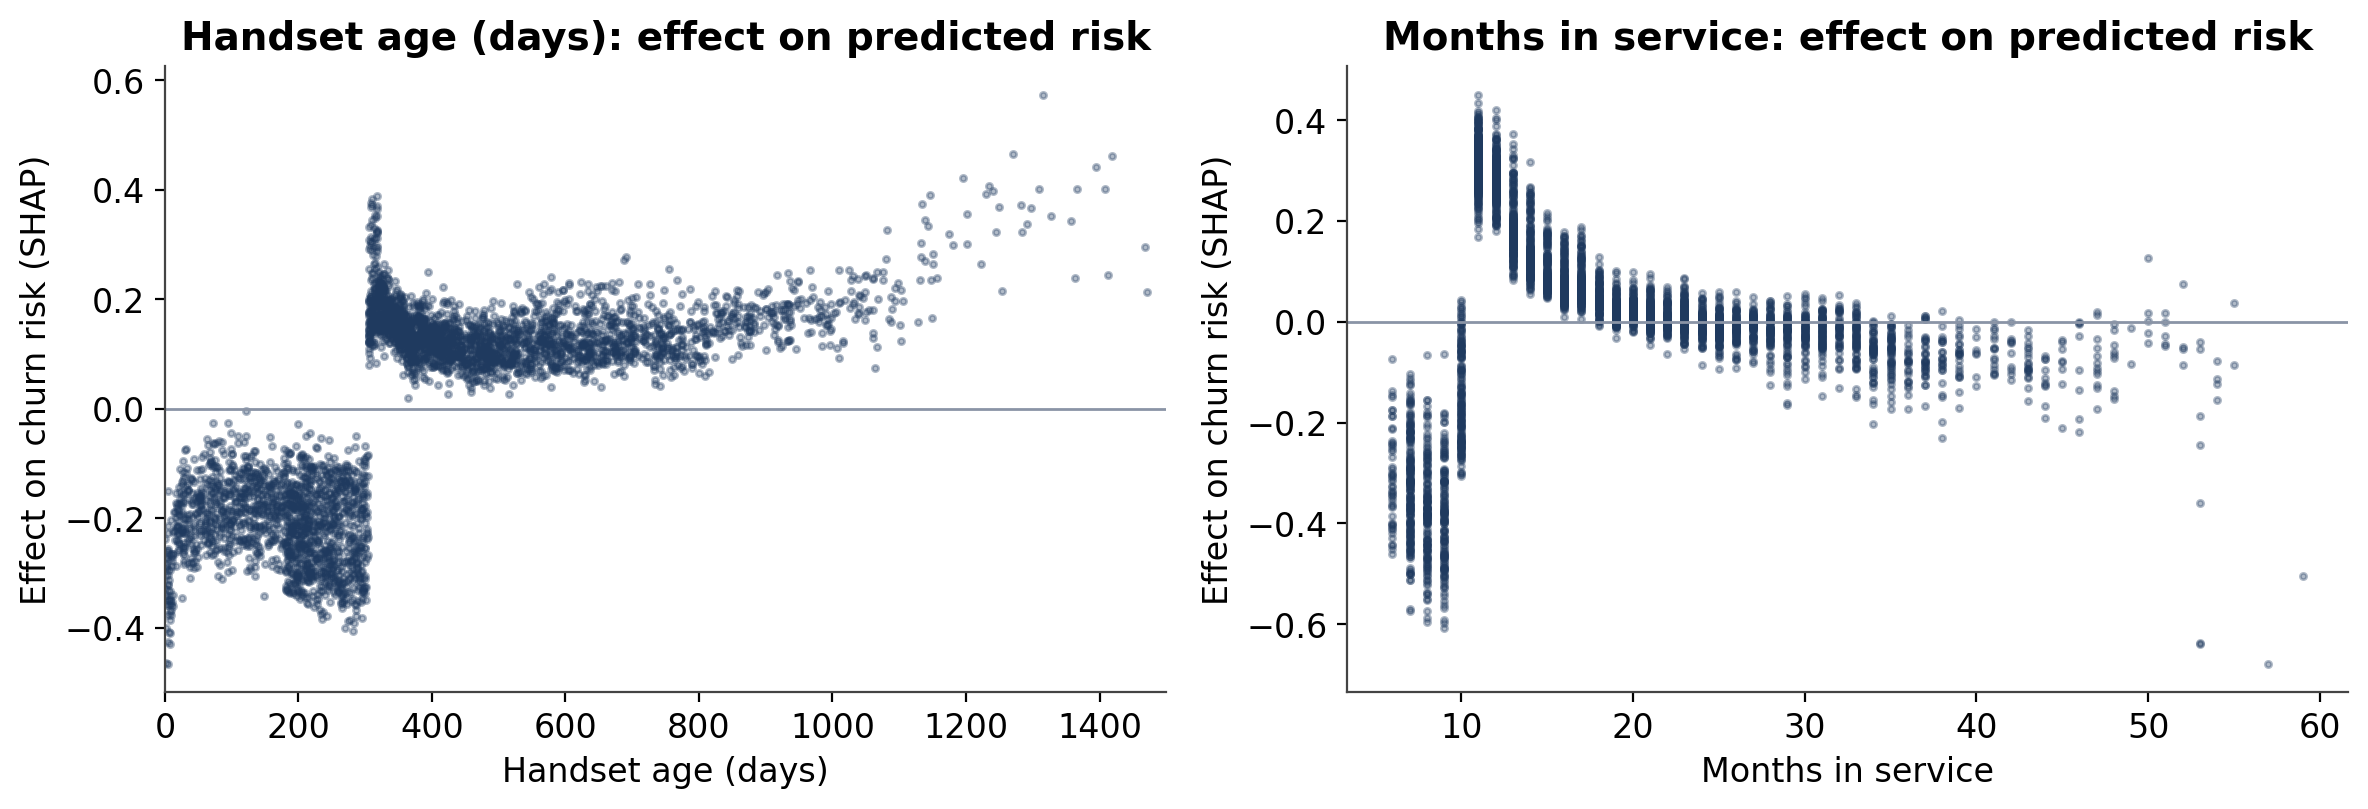 Handset age (days): effect on predicted risk
Effect on churn risk (SHAP)
0.6
0.4
0.2
0.0
−0.2
−0.4
0 200 400 600 800 1000 1200 1400
Handset age (days)
Months in service: effect on predicted risk
Effect on churn risk (SHAP)
0.4
0.2
0.0
−0.2
−0.4
−0.6
10 20 30 40 50 60
Months in service